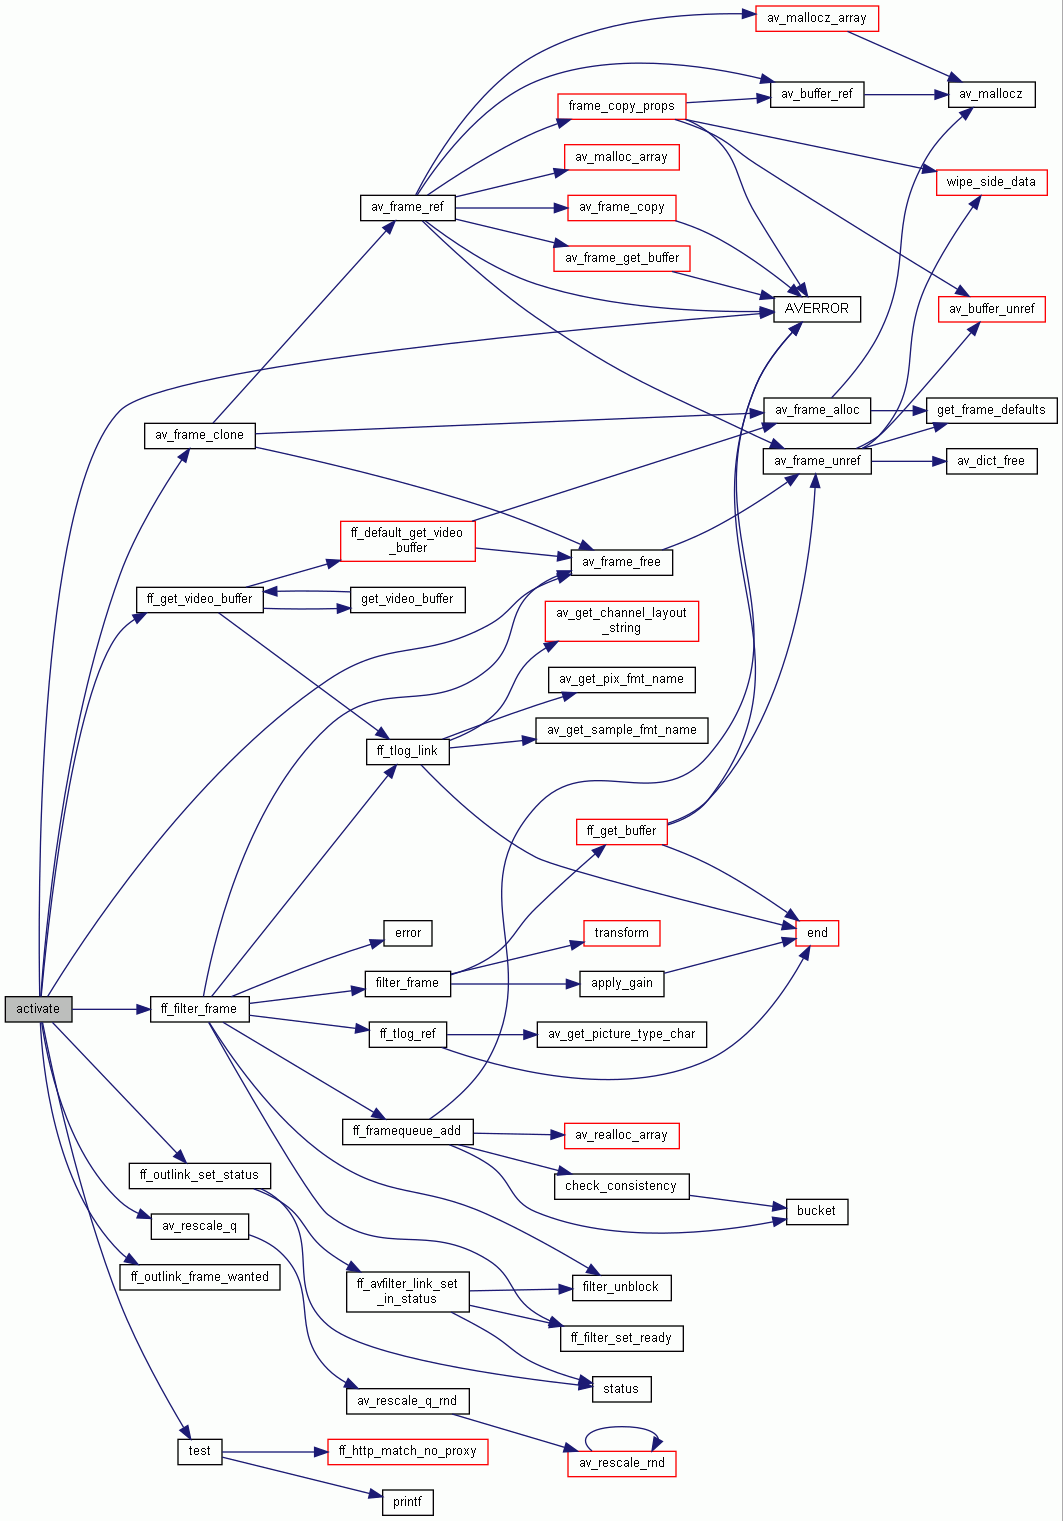 av_mallocz_array
av_buffer_ref
av_mallocz
frame_copy_props
av_malloc_array
wipe_side_data
av_frame_ref
av_frame_copy
av_frame_get_buffer
AVERROR
av_buffer_unref
av_frame_alloc
get_frame_defaults
av_frame_clone
av_frame_unref
av_dict_free
ff_default_get_video
_buffer
av_frame_free
ff_get_video_buffer
get_video_buffer
av_get_channel_layout
_string
av_get_pix_fmt_name
av_get_sample_fmt_name
ff_tlog_link
ff_get_buffer
error
transform
end
filter_frame
apply_gain
activate
ff_filter_frame
ff_tlog_ref
av_get_picture_type_char
ff_framequeue_add
av_realloc_array
check_consistency
bucket
ff_outlink_set_status
av_rescale_q
ff_outlink_frame_wanted
ff_avfilter_link_set
_in_status
filter_unblock
ff_filter_set_ready
status
av_rescale_q_rnd
test
ff_http_match_no_proxy
av_rescale_rnd
printf